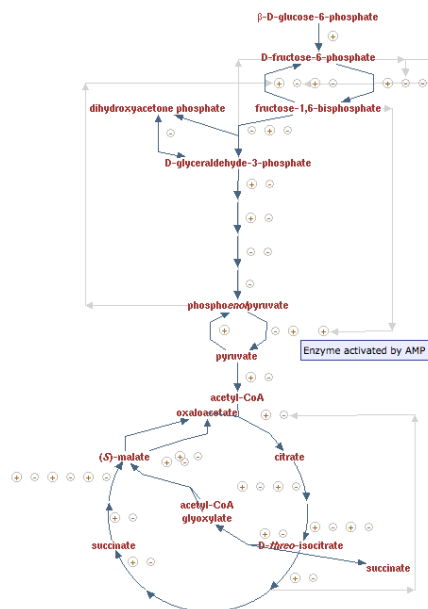 β-D-glucose-6-phosphate
D-fructose-6-phosphate
dihydroxyacetone phosphate
fructose-1,6-bisphosphate
D-glyceraldehyde-3-phosphate
phosphoenolpyruvate
pyruvate
Enzyme activated by AMP
acetyl-CoA
oxaloacetate
(S)-malate
citrate
acetyl-CoA
glyoxylate
D-threo-isocitrate
succinate
succinate